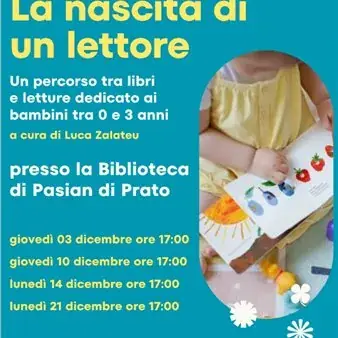 La nascita di
un lettore
Un percorso tra libri
e letture dedicato ai
bambini tra 0 e 3 anni
a cura di Luca Zalateu
presso la Biblioteca
di Pasian di Prato
giovedì 03 dicembre ore 17:00
giovedì 10 dicembre ore 17:00
lunedì 14 dicembre ore 17:00
lunedì 21 dicembre ore 17:00